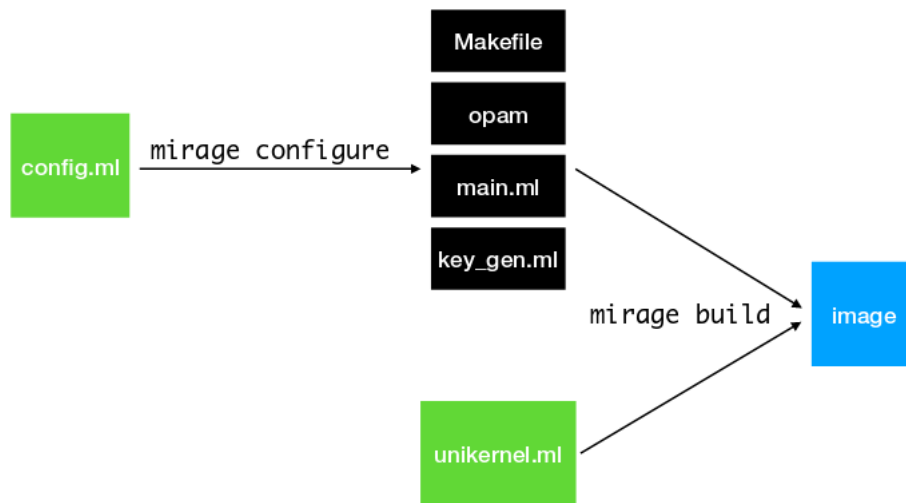 Makefile
opam
config.ml
mirage configure
main.ml
key_gen.ml
mirage build
image
unikernel.ml